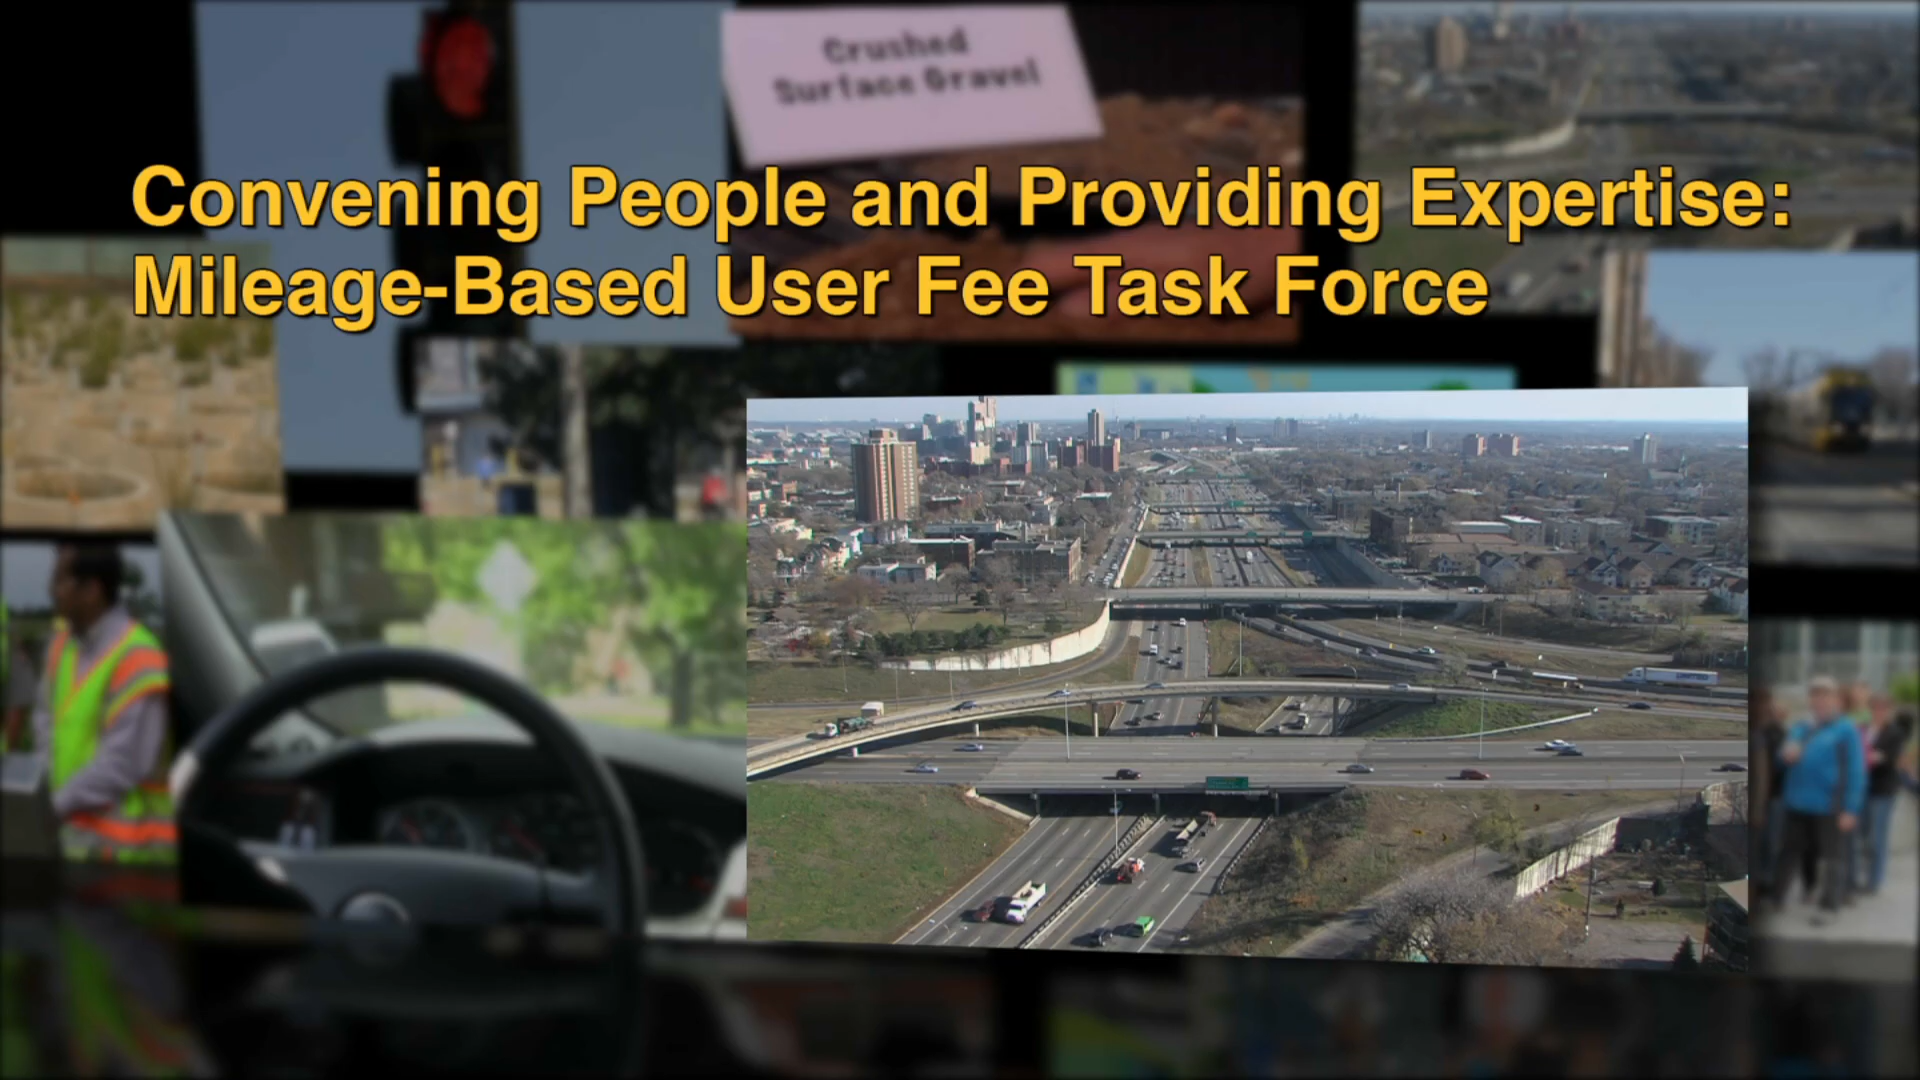 Crushed
Surface Gravel
Convening People and Providing Expertise:
Mileage-Based User Fee Task Force